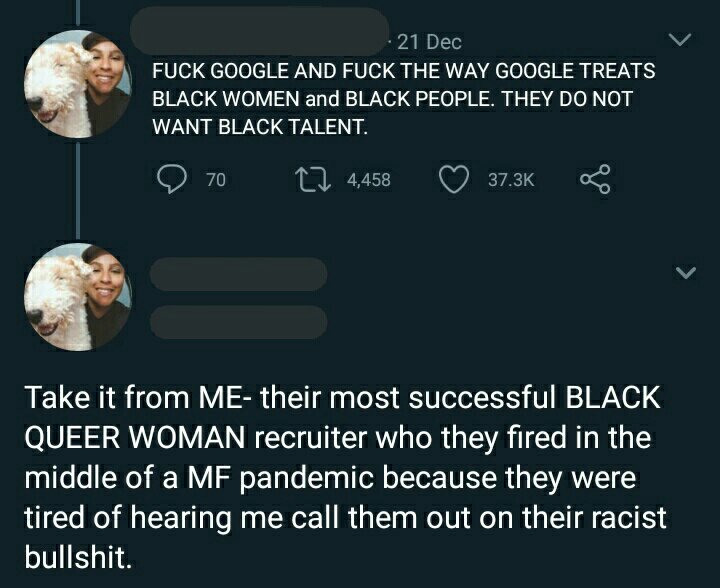 · 21 Dec
FUCK GOOGLE AND FUCK THE WAY GOOGLE TREATS
BLACK WOMEN and BLACK PEOPLE. THEY DO NOT
WANT BLACK TALENT.
70 4,458 37.3K
Take it from ME- their most successful BLACK
QUEER WOMAN recruiter who they fired in the
middle of a MF pandemic because they were
tired of hearing me call them out on their racist
bullshit.